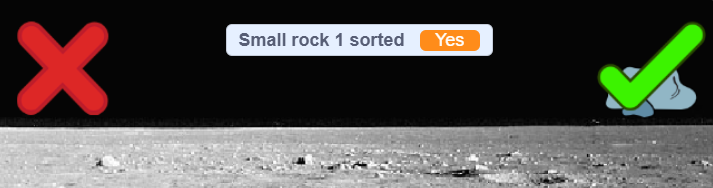 Small rock 1 sorted Yes